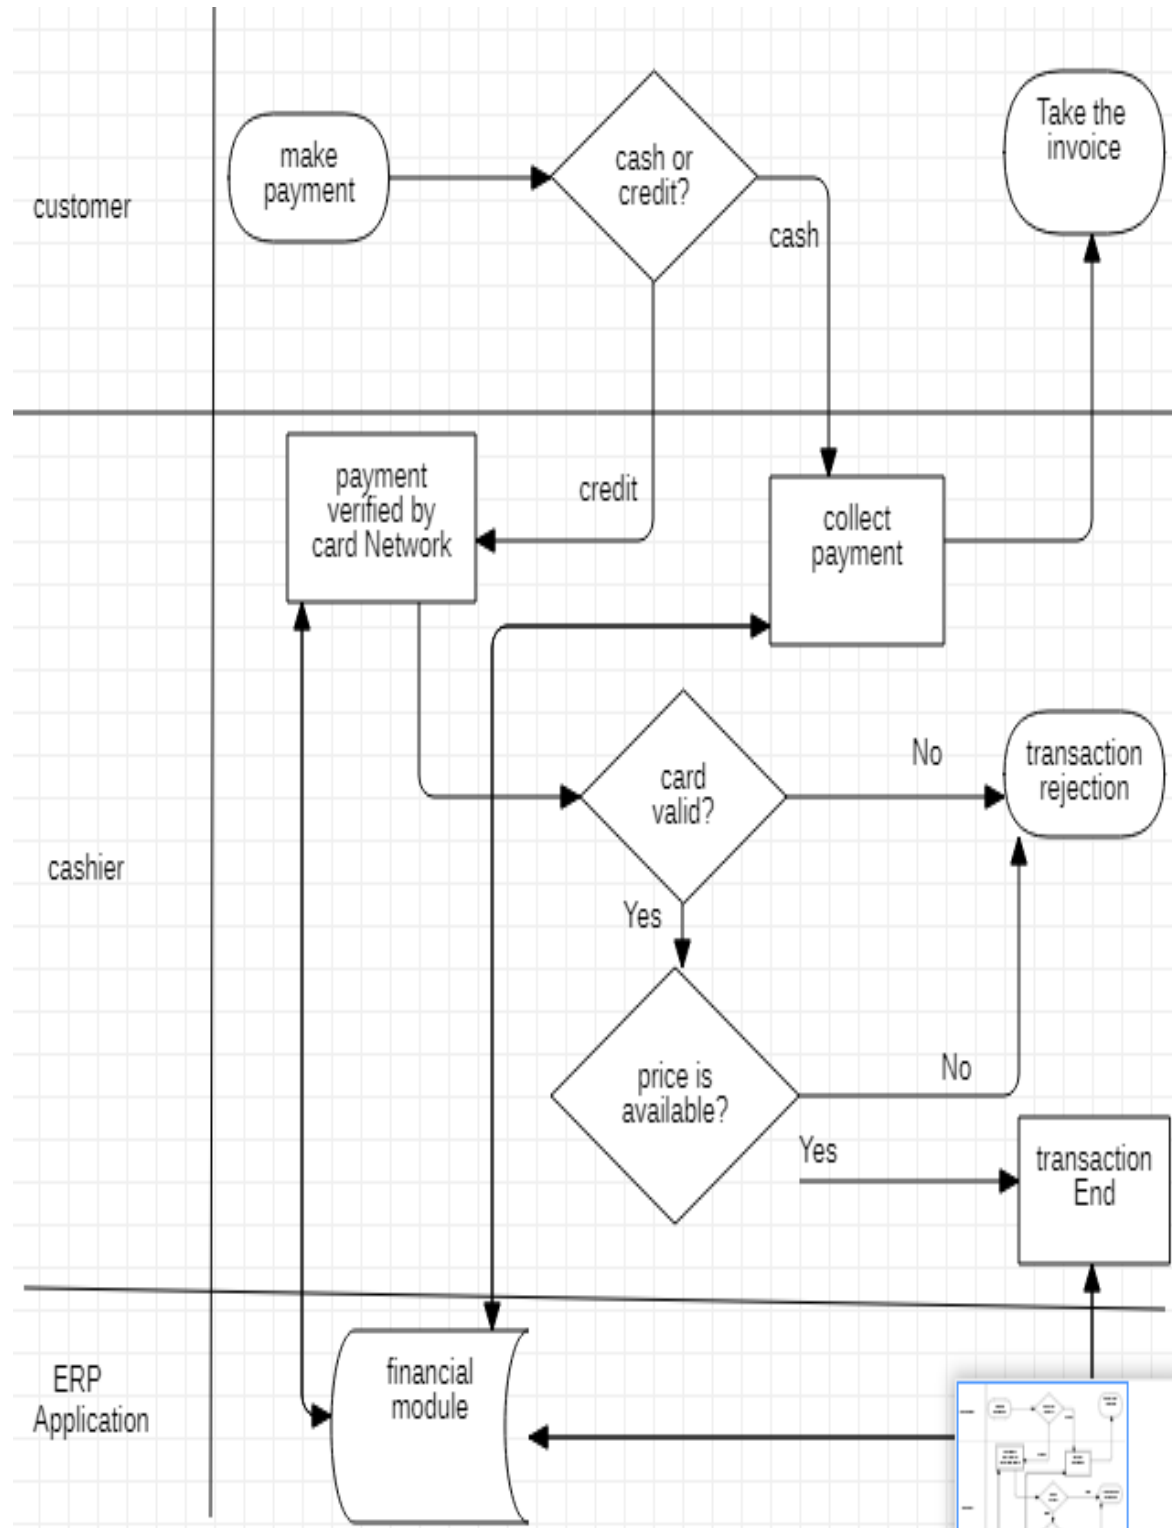 make
payment
cash or
credit?
Take the
invoice
customer
cash
payment
verified by
card Network
credit
collect
payment
card
valid?
No
transaction
rejection
cashier
Yes
price is
available?
No
Yes
transaction
End
ERP
Application
financial
module